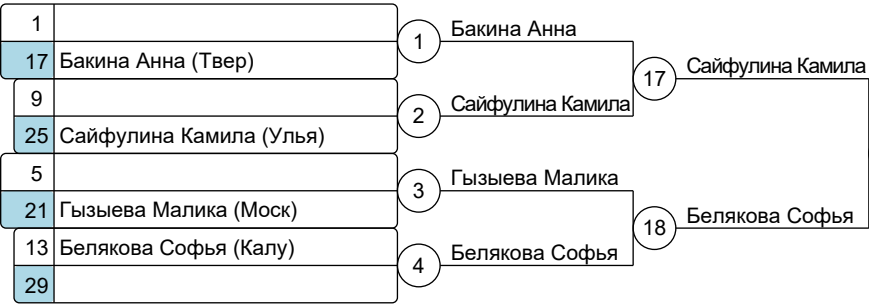 1
17 Бакина Анна (Твер)
9
25 Сайфулина Камила (Улья)
5
21 Гызыева Малика (Моск)
13 Белякова Софья (Калу)
29
1 Бакина Анна
2 Сайфулина Камила
3 Гызыева Малика
4 Белякова Софья
17 Сайфулина Камила
18 Белякова Софья